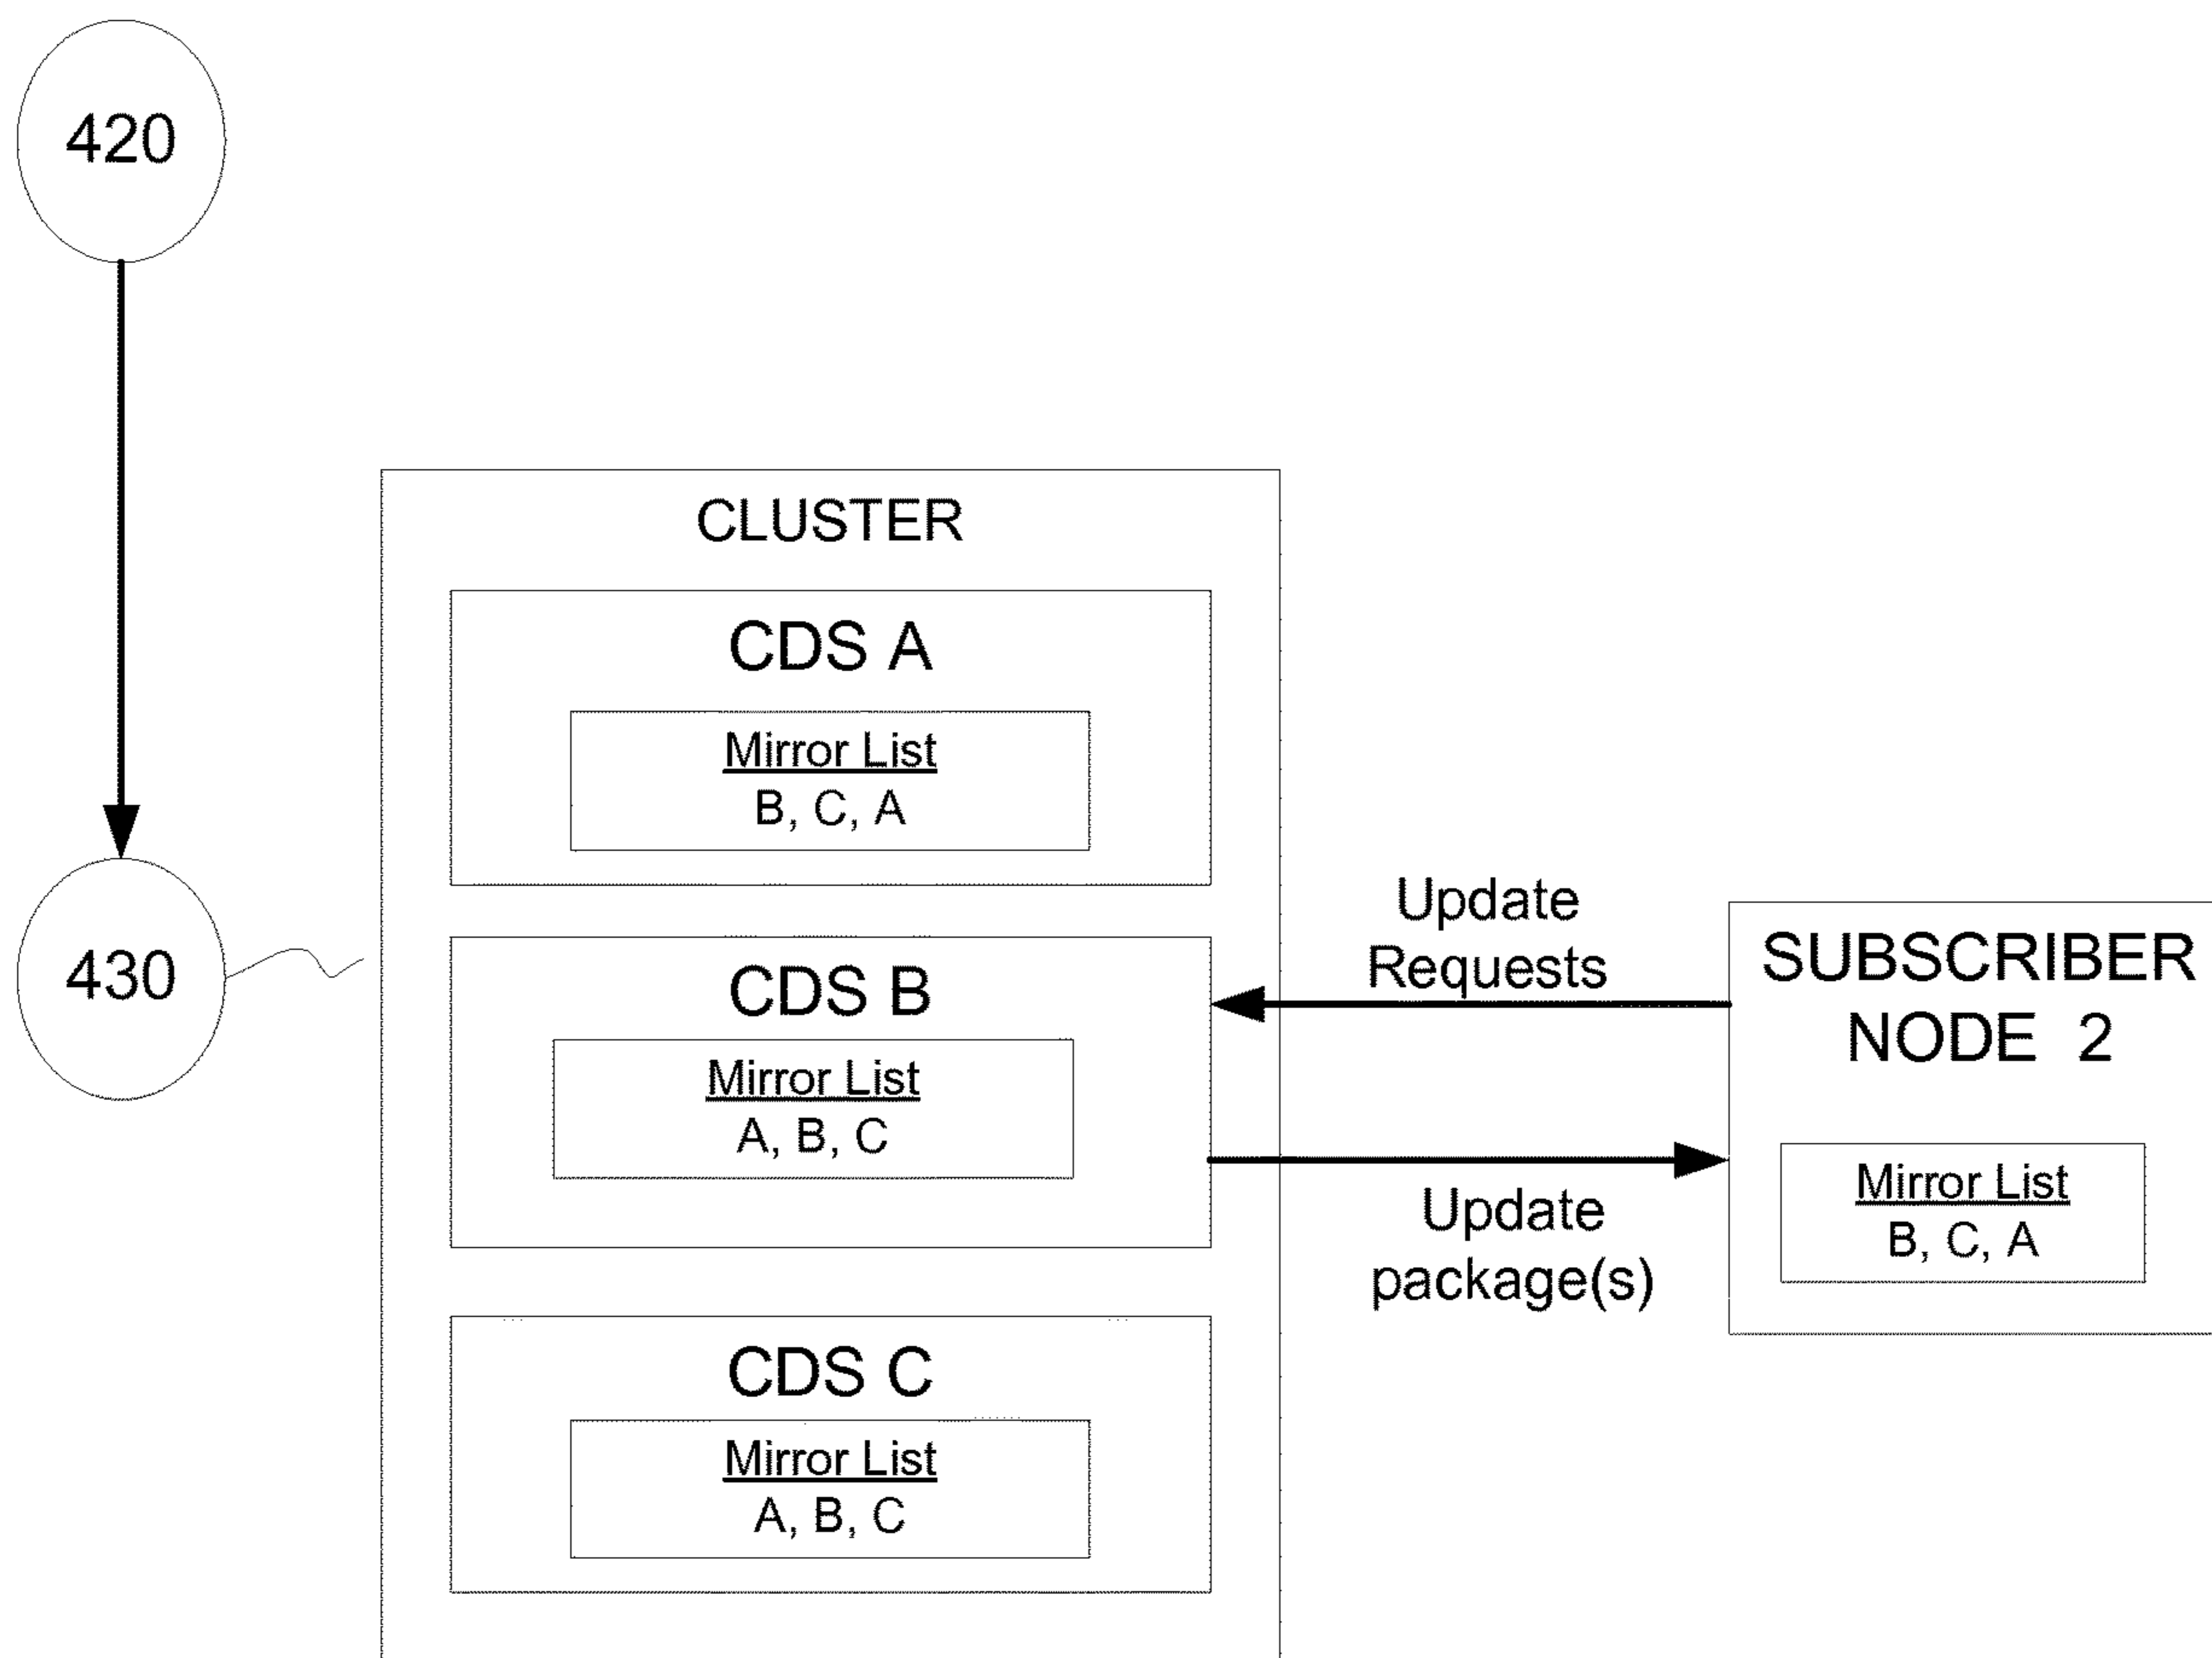 420
430
CLUSTER
CDS A
Mirror List
B, C, A
CDS B
Mirror List
A, B, C
CDS C
Mirror List
A, B, C
Update
Requests
Update
package(s)
SUBSCRIBER
NODE 2
Mirror List
B, C, A